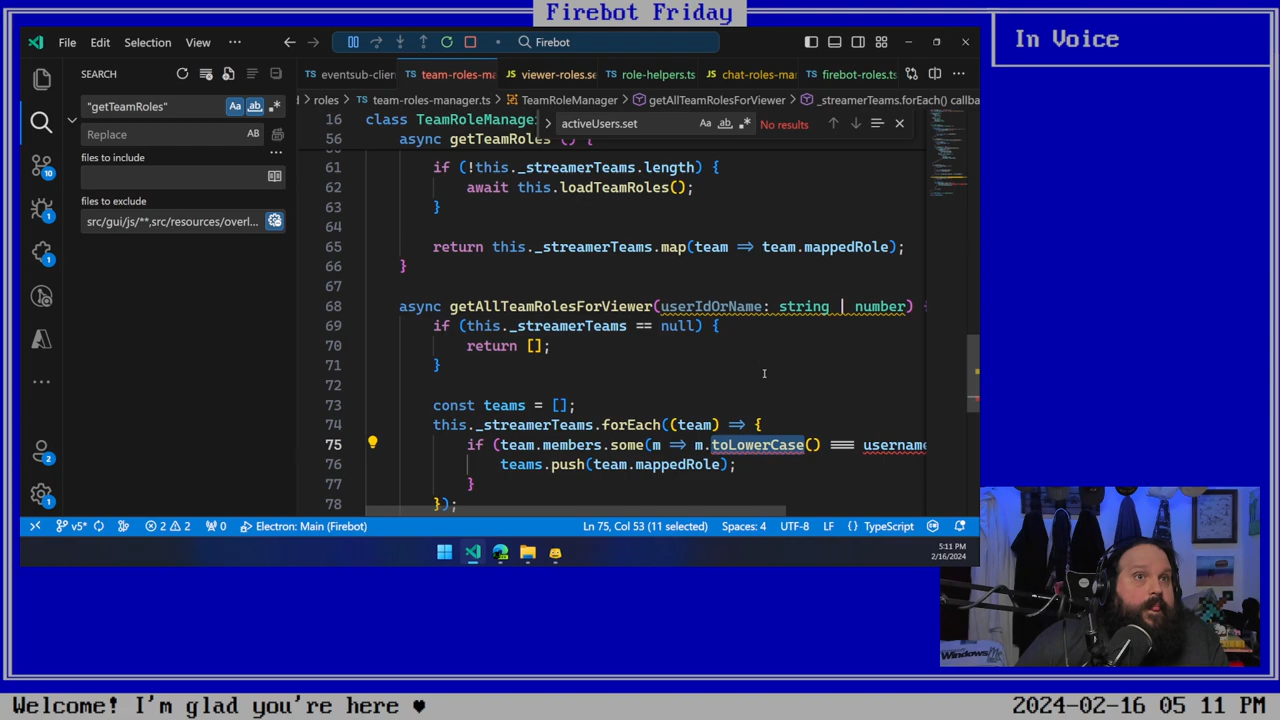 Firebot Friday
In Voice
File Edit Selection View ...
Firebot
SEARCH
eventsub-clien
team-roles-ma
viewer-roles.se
role-helpers.ts
chat-roles-ma
firebot-roles.ts
"getTeamRoles"
Aa ab .*
Replace
AB
files to include
files to exclude
src/gui/js/**,src/resources/overl...
roles > team-roles-manager.ts > TeamRoleManager > getAllTeamRolesForViewer > _streamerTeams.forEach() callba
activeUsers.set
Aa ab .*
No results
16 class TeamRoleManage
56 async getTeamRoles () {
61 if (!this._streamerTeams.length) {
62 await this.loadTeamRoles();
63 }
64
65 return this._streamerTeams.map(team => team.mappedRole);
66 }
67
68 async getAllTeamRolesForViewer(userIdOrName: string | number) {
69 if (this._streamerTeams == null) {
70 return [];
71 }
72
73 const teams = [];
74 this._streamerTeams.forEach((team) => {
75 if (team.members.some(m => m.toLowerCase() === username
76 teams.push(team.mappedRole);
77 }
78 });
10
1
1
2
1
v5* 2 2 0 Electron: Main (Firebot)
Ln 75, Col 53 (11 selected) Spaces: 4 UTF-8 LF {} TypeScript
5:11 PM
2/16/2024
Windows Me
Welcome! I'm glad you're here ♥
2024-02-16 05 11 PM